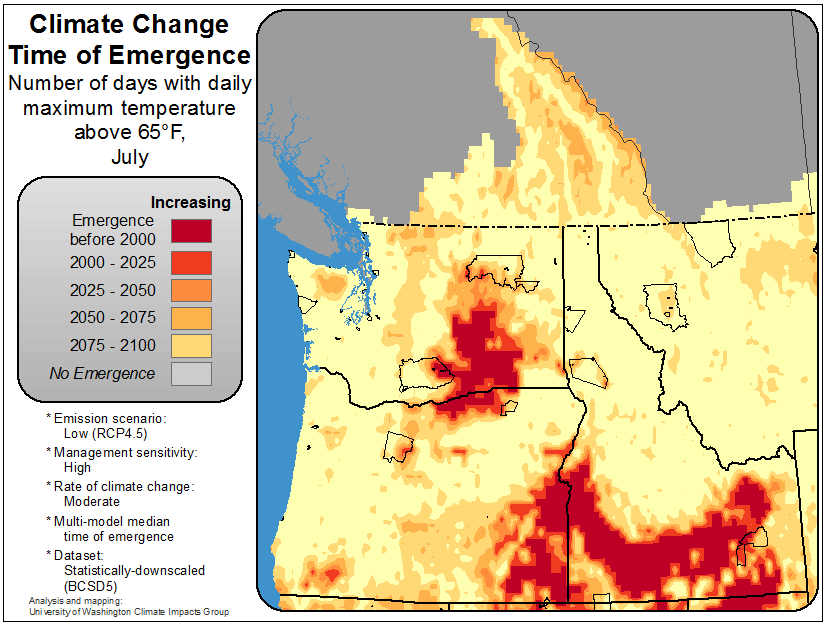 Climate Change
Time of Emergence
Number of days with daily
maximum temperature
above 65°F,
July
Increasing
Emergence
before 2000
2000 - 2025
2025 - 2050
2050 - 2075
2075 - 2100
No Emergence
* Emission scenario:
Low (RCP4.5)
* Management sensitivity:
High
* Rate of climate change:
Moderate
* Multi-model median
time of emergence
* Dataset:
Statistically-downscaled
(BCSD5)
Analysis and mapping:
University of Washington Climate Impacts Group